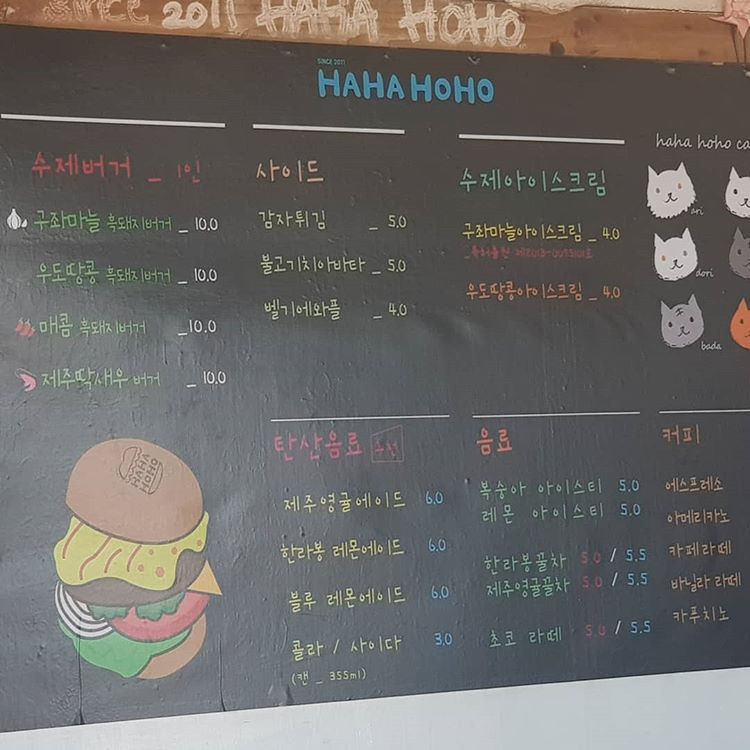 since 2011 HAHA HOHO
SINCE 2011
HAHA HOHO
수제버거 _ 1인
구좌마늘 흑돼지버거 _ 10.0
우도땅콩 흑돼지버거 _ 10.0
매콤 흑돼지버거 _ 10.0
제주딱새우 버거 _ 10.0
HAHA
HOHO
사이드
감자튀김 _ 5.0
불고기치아바타 _ 5.0
벨기에와플 _ 4.0
수제아이스크림
구좌마늘아이스크림 _ 4.0
우도땅콩아이스크림 _ 4.0
haha hoho ca
ari
dori
bada
탄산음료 추천
제주영귤에이드 6.0
한라봉 레몬에이드 6.0
블루 레몬에이드 6.0
콜라 / 사이다 3.0
(캔 _ 355ml)
음료
복숭아 아이스티 5.0
레몬 아이스티 5.0
한라봉꿀차 5.0 / 5.5
제주영귤꿀차 5.0 / 5.5
초코 라떼 5.0 / 5.5
커피
에스프레소
아메리카노
카페라떼
바닐라 라떼
카푸치노